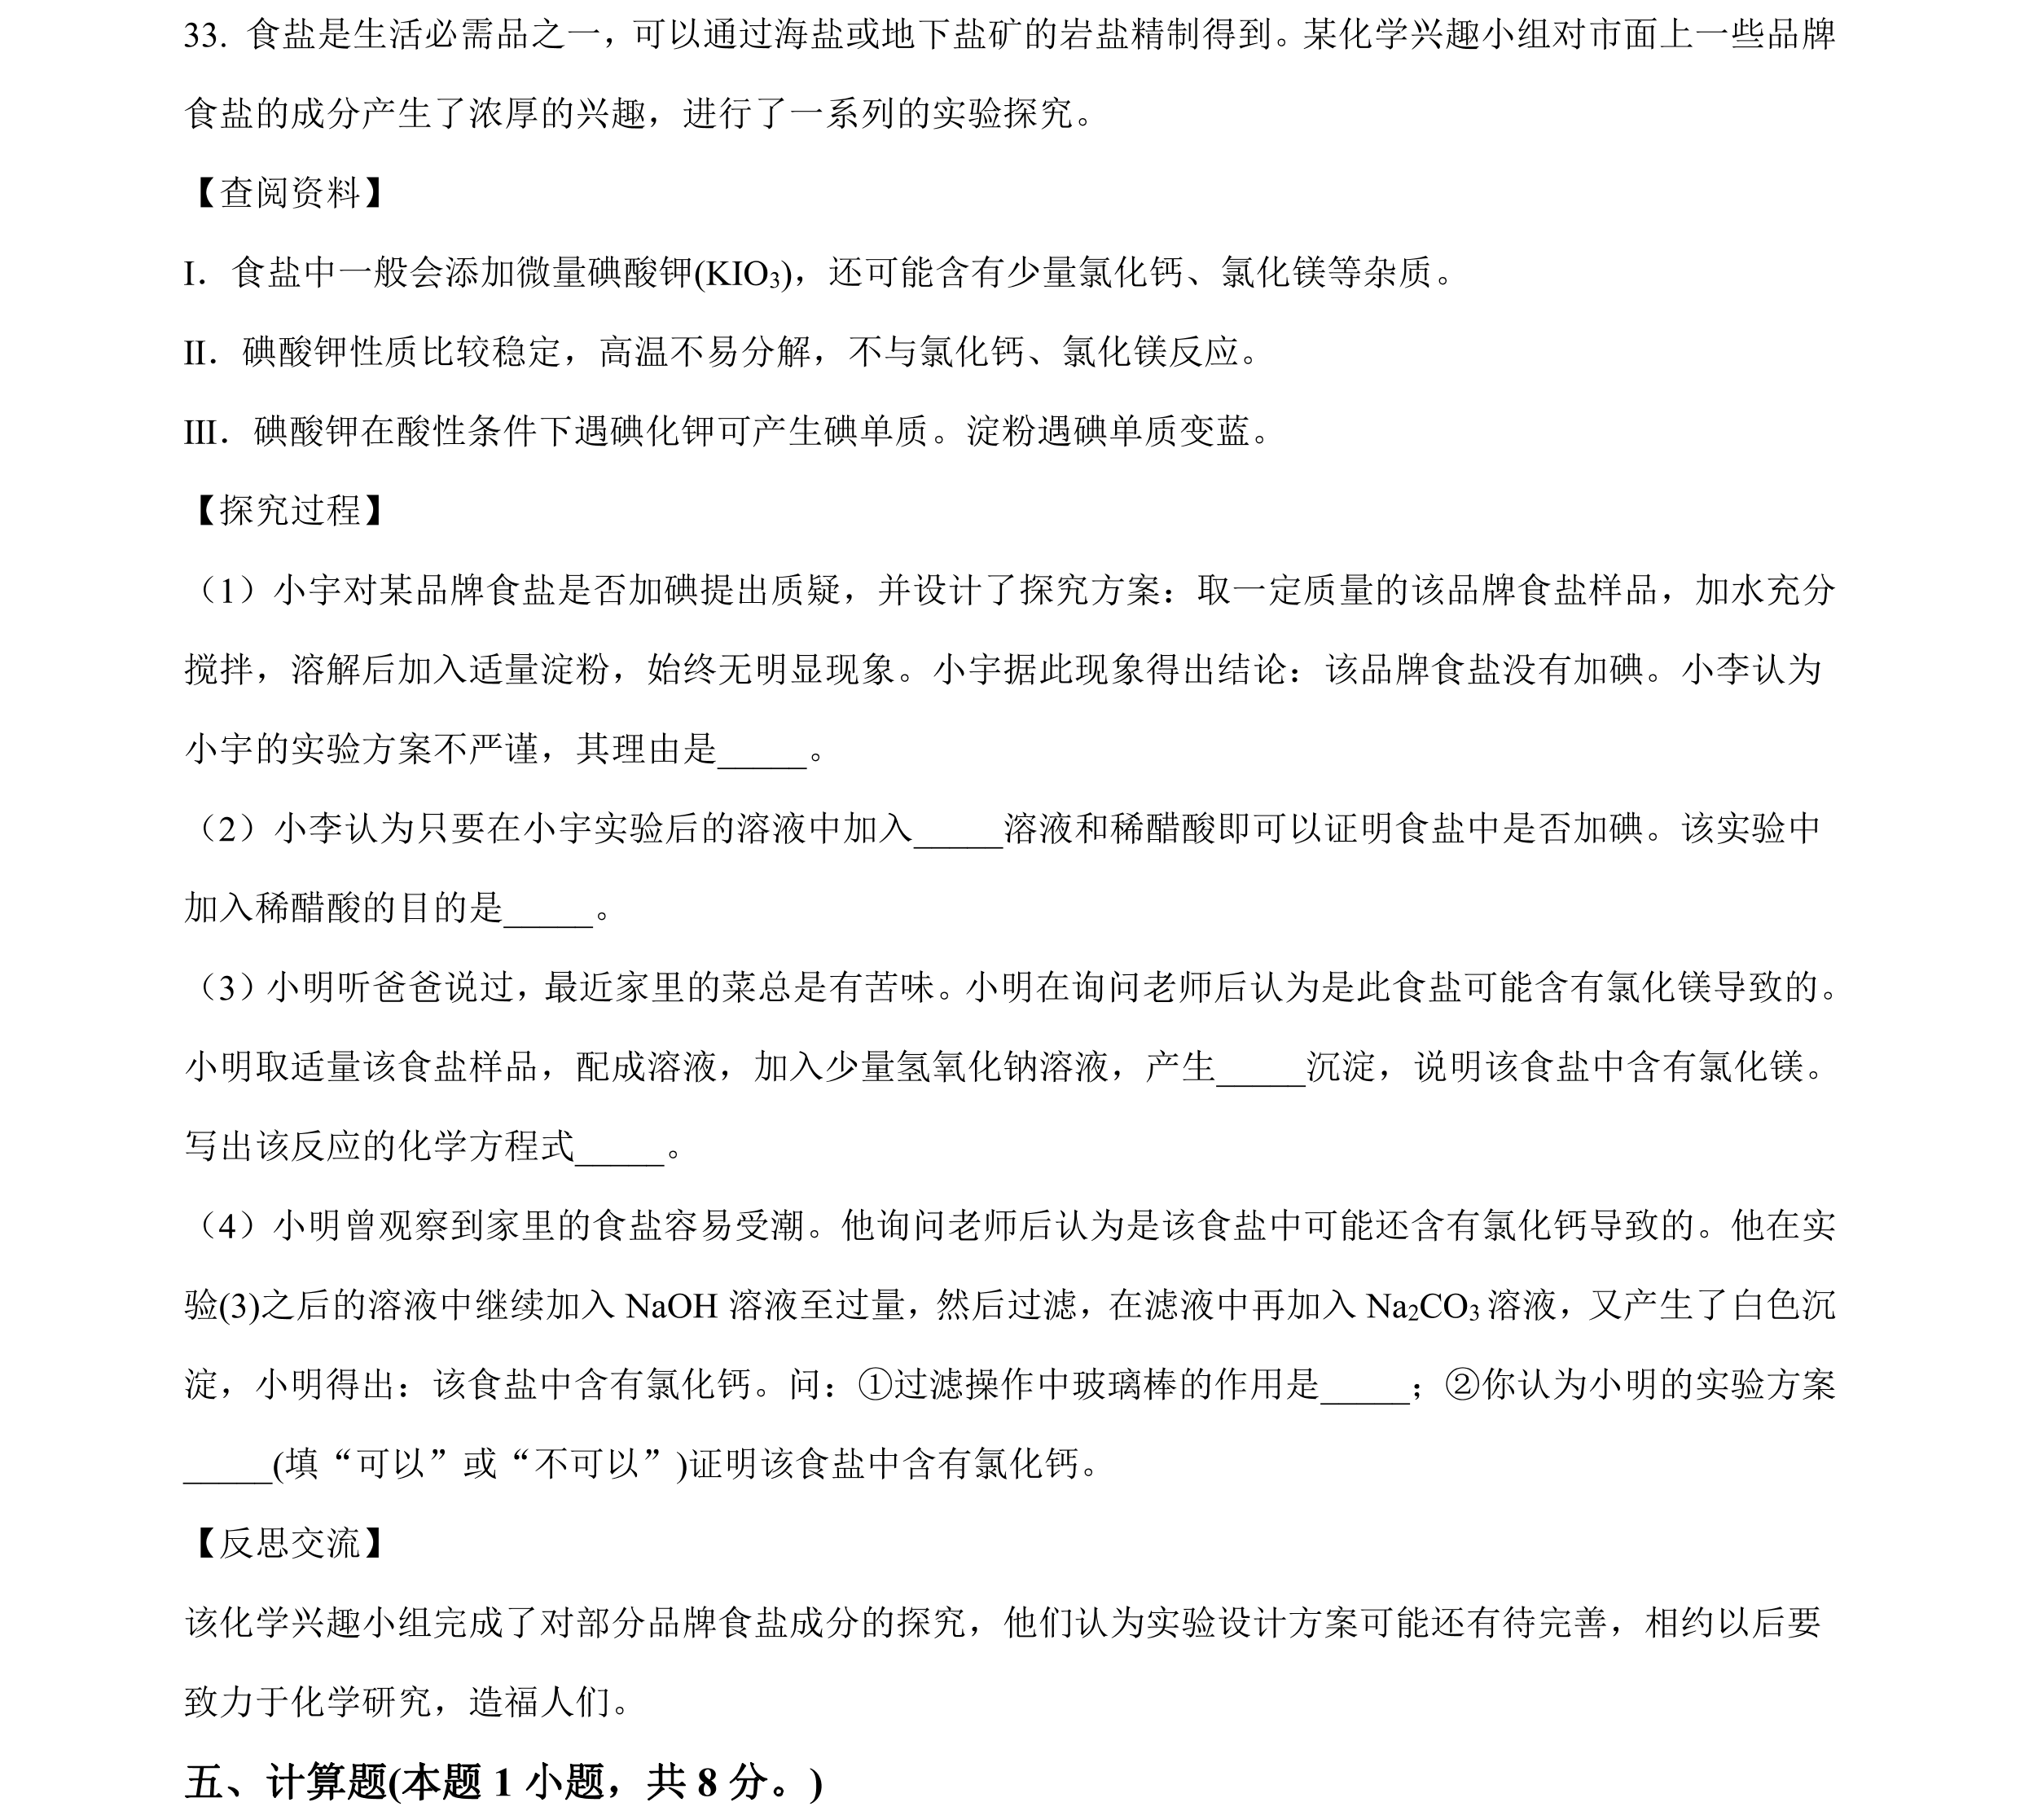 33. 食盐是生活必需品之一，可以通过海盐或地下盐矿的岩盐精制得到。某化学兴趣小组对市面上一些品牌
食盐的成分产生了浓厚的兴趣，进行了一系列的实验探究。
【查阅资料】
I．食盐中一般会添加微量碘酸钾(KIO₃)，还可能含有少量氯化钙、氯化镁等杂质。
II．碘酸钾性质比较稳定，高温不易分解，不与氯化钙、氯化镁反应。
III．碘酸钾在酸性条件下遇碘化钾可产生碘单质。淀粉遇碘单质变蓝。
【探究过程】
（1）小宇对某品牌食盐是否加碘提出质疑，并设计了探究方案：取一定质量的该品牌食盐样品，加水充分
搅拌，溶解后加入适量淀粉，始终无明显现象。小宇据此现象得出结论：该品牌食盐没有加碘。小李认为
小宇的实验方案不严谨，其理由是_____。
（2）小李认为只要在小宇实验后的溶液中加入_____溶液和稀醋酸即可以证明食盐中是否加碘。该实验中
加入稀醋酸的目的是_____。
（3）小明听爸爸说过，最近家里的菜总是有苦味。小明在询问老师后认为是此食盐可能含有氯化镁导致的。
小明取适量该食盐样品，配成溶液，加入少量氢氧化钠溶液，产生_____沉淀，说明该食盐中含有氯化镁。
写出该反应的化学方程式_____。
（4）小明曾观察到家里的食盐容易受潮。他询问老师后认为是该食盐中可能还含有氯化钙导致的。他在实
验(3)之后的溶液中继续加入 NaOH 溶液至过量，然后过滤，在滤液中再加入 Na₂CO₃ 溶液，又产生了白色沉
淀，小明得出：该食盐中含有氯化钙。问：①过滤操作中玻璃棒的作用是_____；②你认为小明的实验方案
_____(填“可以”或“不可以”)证明该食盐中含有氯化钙。
【反思交流】
该化学兴趣小组完成了对部分品牌食盐成分的探究，他们认为实验设计方案可能还有待完善，相约以后要
致力于化学研究，造福人们。
五、计算题(本题 1 小题，共 8 分。)